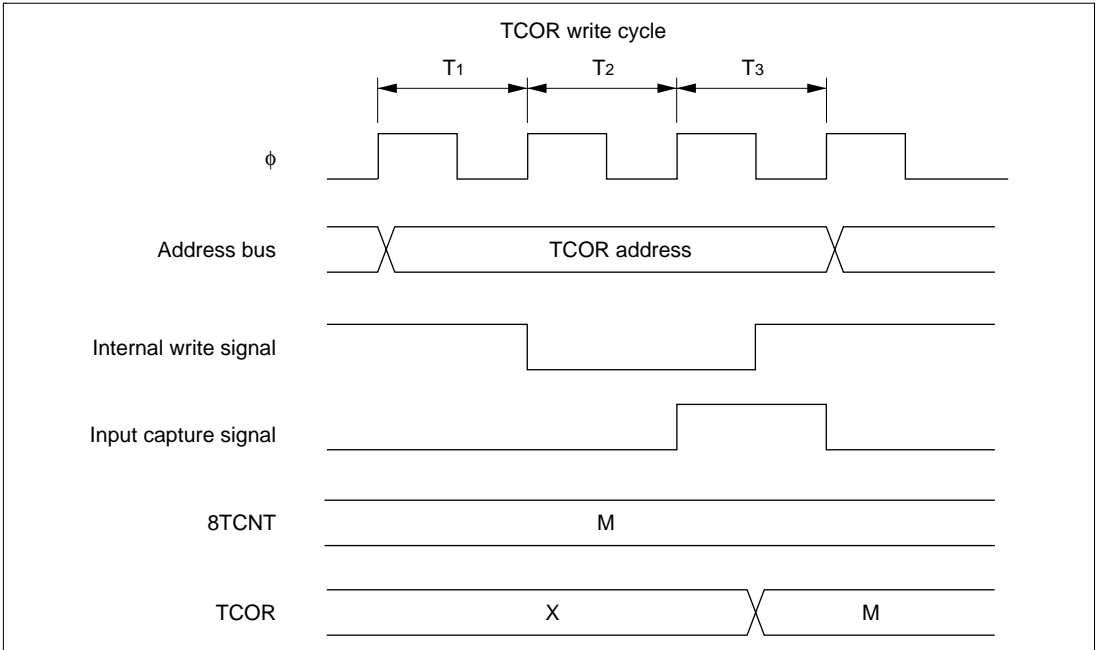 TCOR write cycle
T1 T2 T3
ϕ
Address bus TCOR address
Internal write signal
Input capture signal
8TCNT M
TCOR X M